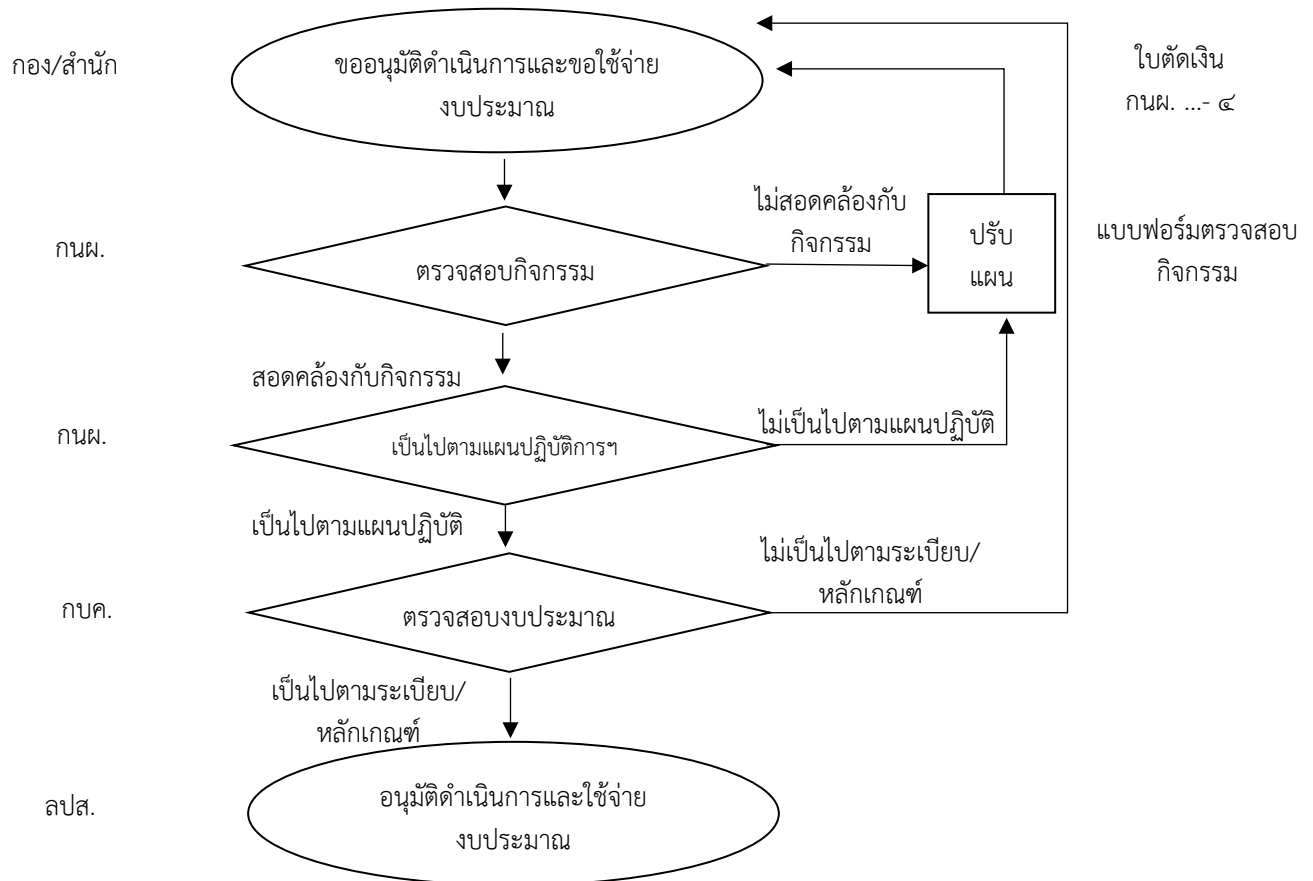 กอง/สำนัก
ขออนุมัติดำเนินการและขอใช้จ่าย
งบประมาณ
ใบตัดเงิน
กนผ. ...- ๔
กนผ.
ตรวจสอบกิจกรรม
ไม่สอดคล้องกับ
กิจกรรม
ปรับ
แผน
แบบฟอร์มตรวจสอบ
กิจกรรม
สอดคล้องกับกิจกรรม
กนผ.
เป็นไปตามแผนปฏิบัติการฯ
ไม่เป็นไปตามแผนปฏิบัติ
เป็นไปตามแผนปฏิบัติ
กบค.
ตรวจสอบงบประมาณ
ไม่เป็นไปตามระเบียบ/
หลักเกณฑ์
เป็นไปตามระเบียบ/
หลักเกณฑ์
ลปส.
อนุมัติดำเนินการและใช้จ่าย
งบประมาณ